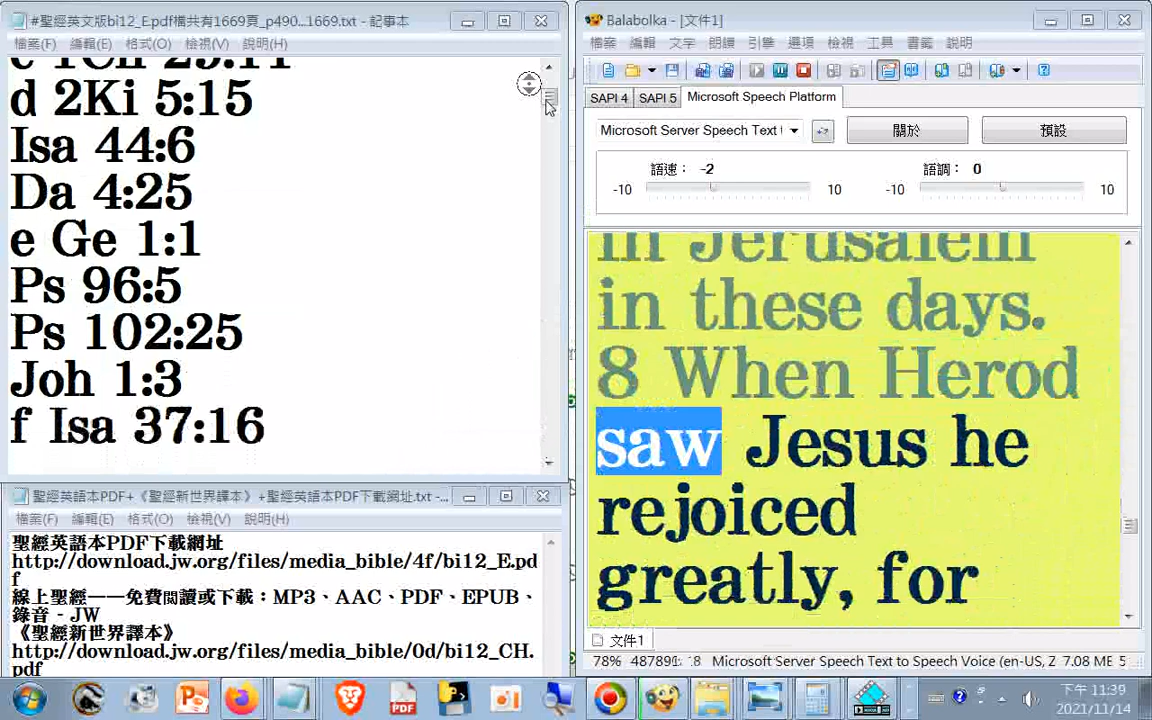 #聖經英文版bi12_E.pdf檔共有1669頁_p490...1669.txt - 記事本
檔案(F) 編輯(E) 格式(O) 檢視(V) 說明(H)
d 2Ki 5:15
Isa 44:6
Da 4:25
e Ge 1:1
Ps 96:5
Ps 102:25
Joh 1:3
f Isa 37:16
聖經英語本PDF+《聖經新世界譯本》+聖經英語本PDF下載網址.txt -...
檔案(F) 編輯(E) 格式(O) 檢視(V) 說明(H)
聖經英語本PDF下載網址
http://download.jw.org/files/media_bible/4f/bi12_E.pd
f
線上聖經——免費閱讀或下載：MP3、AAC、PDF、EPUB、
錄音 - JW
《聖經新世界譯本》
http://download.jw.org/files/media_bible/0d/bi12_CH.
pdf
Balabolka - [文件1]
檔案 編輯 文字 朗讀 引擎 選項 檢視 工具 書籤 說明
SAPI 4 SAPI 5 Microsoft Speech Platform
Microsoft Server Speech Text 關於 預設
語速： -2 語調： 0
-10 10 -10 10
in Jerusalem
in these days.
8 When Herod
saw Jesus he
rejoiced
greatly, for
文件1
78% Microsoft Server Speech Text to Speech Voice (en-US, Z 7.08 ME 5
下午 11:39
2021/11/14